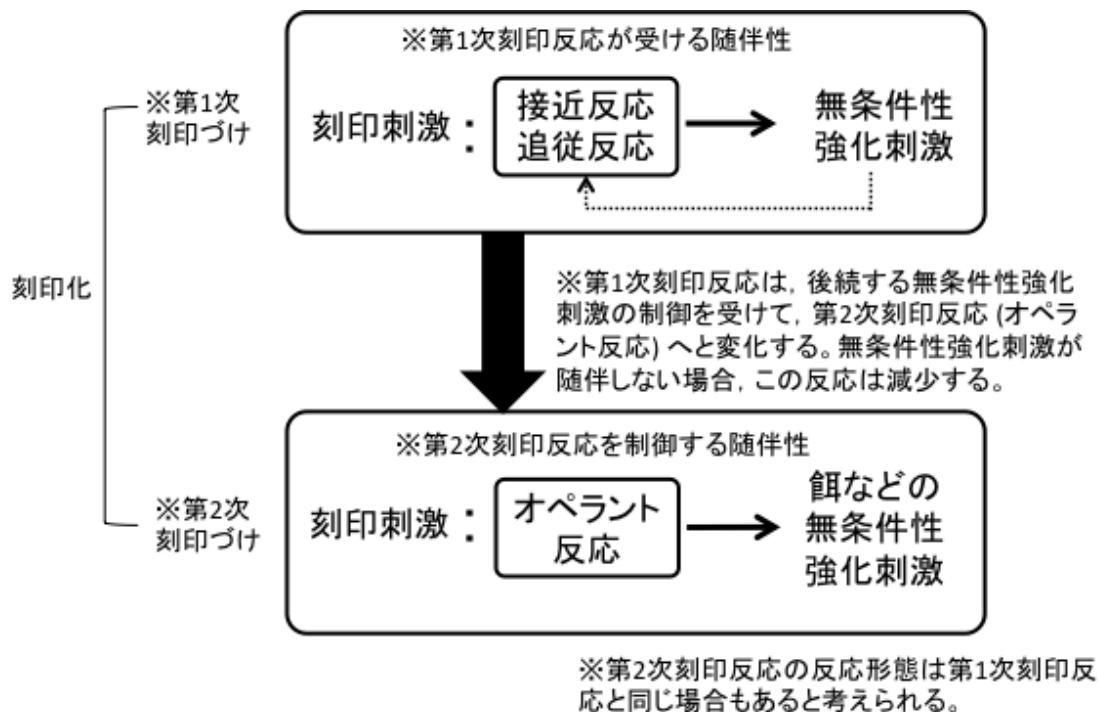 ※第1次刻印反応が受ける随伴性
※第1次
刻印づけ
刻印刺激：
接近反応
追従反応
無条件性
強化刺激
刻印化
※第1次刻印反応は，後続する無条件性強化
刺激の制御を受けて，第2次刻印反応 (オペラ
ント反応) へと変化する。無条件性強化刺激が
随伴しない場合，この反応は減少する。
※第2次刻印反応を制御する随伴性
※第2次
刻印づけ
刻印刺激：
オペラント
反応
餌などの
無条件性
強化刺激
※第2次刻印反応の反応形態は第1次刻印反
応と同じ場合もあると考えられる。